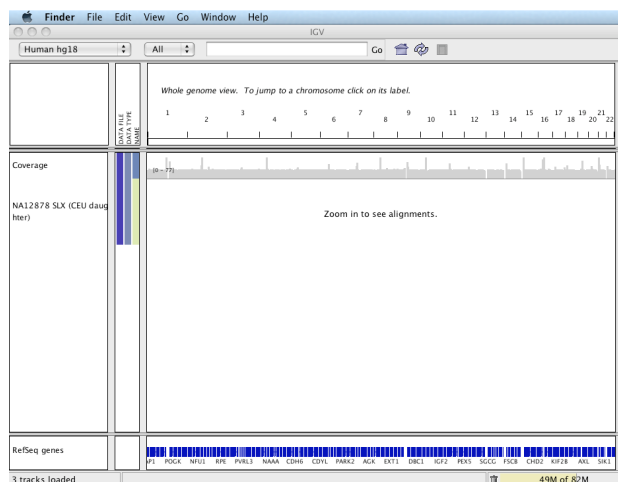 Finder File Edit View Go Window Help
IGV
Human hg18 All Go
Whole genome view. To jump to a chromosome click on its label.
1 2 3 4 5 6 7 8 9 10 11 12 13 14 15 16 17 18 19 20 21 22
DATA FILE
DATA TYPE
NAME
Coverage
[0 - 77]
NA12878 SLX (CEU daug
hter)
Zoom in to see alignments.
RefSeq genes
AP1 POGK NFU1 RPE PVRL3 NAAA CDH6 CDYL PARK2 AGK EXT1 DBC1 IGF2 PEX5 SGCG FSCB CHD2 KIF2B AXL SIK1
3 tracks loaded 49M of 82M